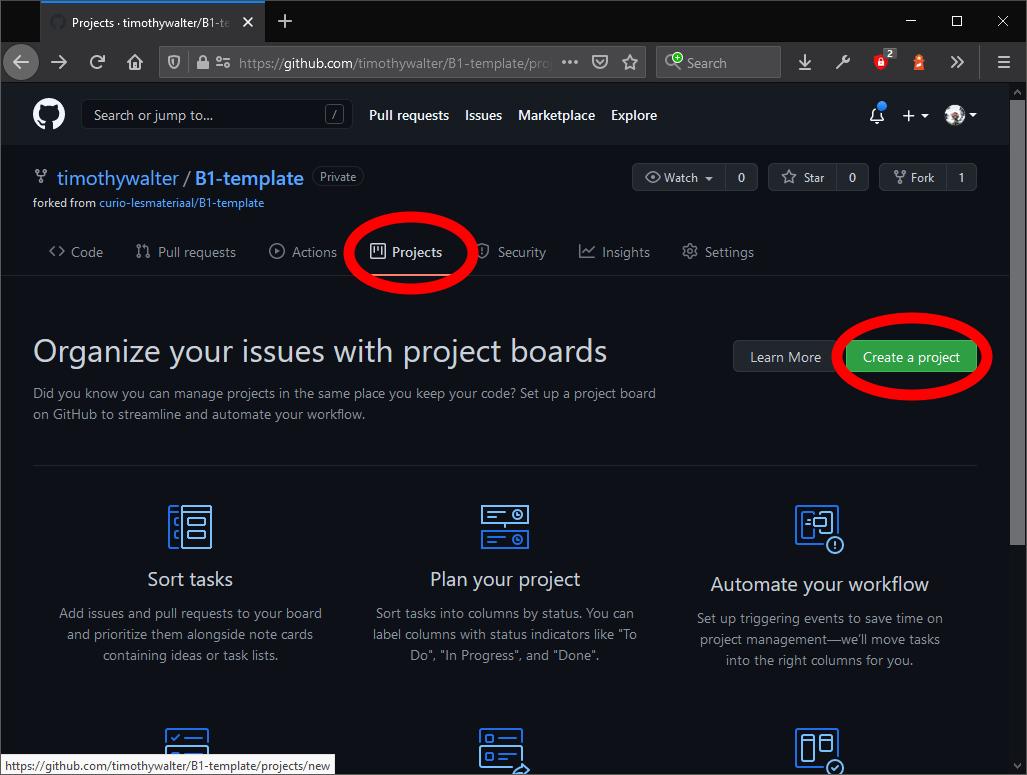 Projects · timothywalter/B1-te
https://github.com/timothywalter/B1-template/pro
Search
2
Search or jump to...
/
Pull requests
Issues
Marketplace
Explore
timothywalter / B1-template
Private
forked from curio-lesmateriaal/B1-template
Watch
0
Star
0
Fork
1
Code
Pull requests
Actions
Projects
Security
Insights
Settings
Organize your issues with project boards
Learn More
Create a project
Did you know you can manage projects in the same place you keep your code? Set up a project board
on GitHub to streamline and automate your workflow.
Sort tasks
Add issues and pull requests to your board
and prioritize them alongside note cards
containing ideas or task lists.
Plan your project
Sort tasks into columns by status. You can
label columns with status indicators like "To
Do", "In Progress", and "Done".
Automate your workflow
Set up triggering events to save time on
project management—we'll move tasks
into the right columns for you.
https://github.com/timothywalter/B1-template/projects/new